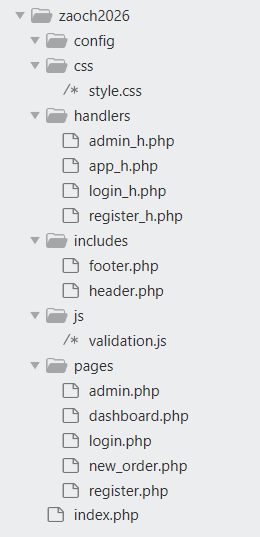 zaoch2026
config
css
/* style.css
handlers
admin_h.php
app_h.php
login_h.php
register_h.php
includes
footer.php
header.php
js
/* validation.js
pages
admin.php
dashboard.php
login.php
new_order.php
register.php
index.php